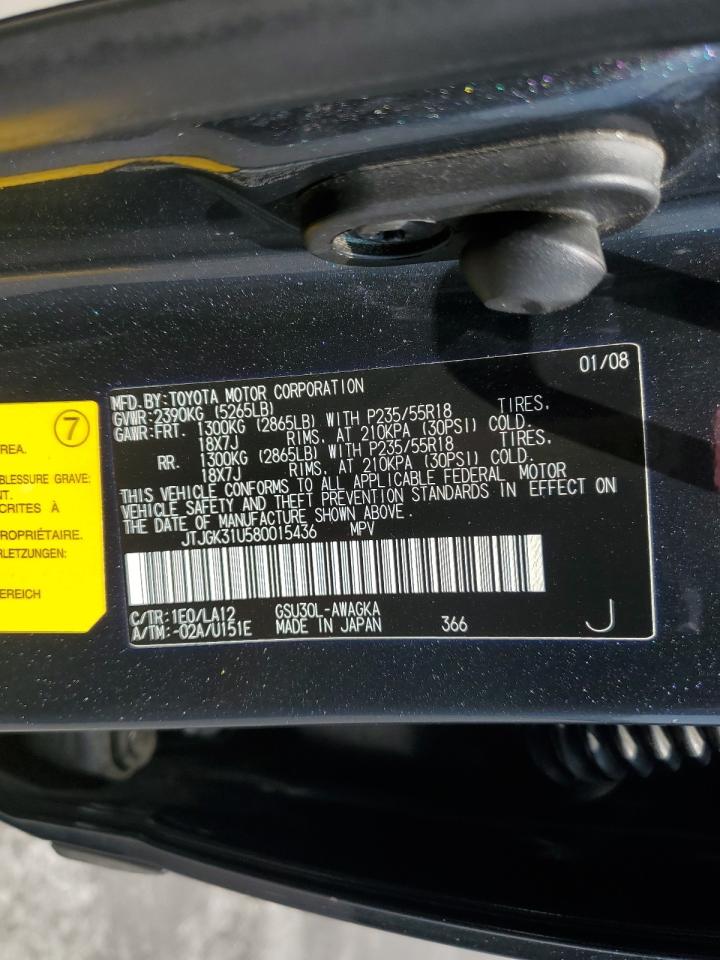 01/08
MFD. BY: TOYOTA MOTOR CORPORATION
GVWR: 2390KG (5265LB)
GAWR: FRT. 1300KG (2865LB) WITH P235/55R18 TIRES,
18X7J RIMS, AT 210KPA (30PSI) COLD.
RR. 1300KG (2865LB) WITH P235/55R18 TIRES,
18X7J RIMS, AT 210KPA (30PSI) COLD.
THIS VEHICLE CONFORMS TO ALL APPLICABLE FEDERAL MOTOR
VEHICLE SAFETY AND THEFT PREVENTION STANDARDS IN EFFECT ON
THE DATE OF MANUFACTURE SHOWN ABOVE.
JTJGK31U580015436 MPV
C/TR: 1E0/LA12 GSU30L-AWAGKA
A/TM: -02A/U151E MADE IN JAPAN 366 J
7
REA.
BLESSURE GRAVE:
NT.
CRITES À
ROPRIÉTAIRE.
RLETZUNGEN:
EREICH